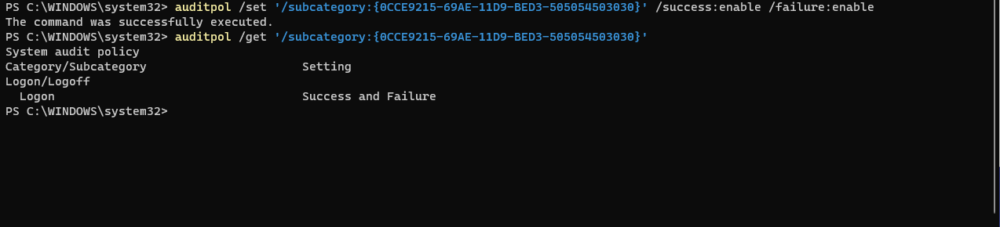 PS C:\WINDOWS\system32> auditpol /set '/subcategory:{0CCE9215-69AE-11D9-BED3-505054503030}' /success:enable /failure:enable
The command was successfully executed.
PS C:\WINDOWS\system32> auditpol /get '/subcategory:{0CCE9215-69AE-11D9-BED3-505054503030}'
System audit policy
Category/Subcategory                      Setting
Logon/Logoff
  Logon                                   Success and Failure
PS C:\WINDOWS\system32>